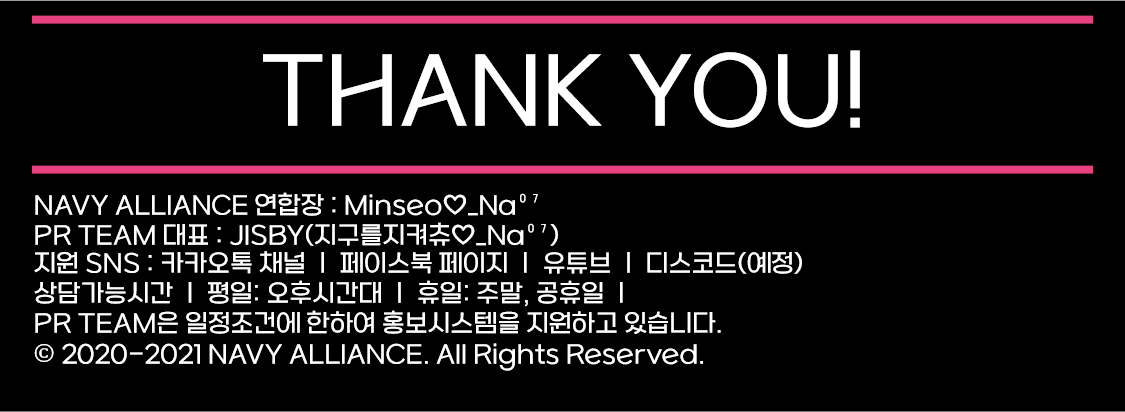 THANK YOU!
NAVY ALLIANCE 연합장 : Minseo♡_Na⁰⁷
PR TEAM 대표 : JISBY(지구를지켜츄♡_Na⁰⁷)
지원 SNS : 카카오톡 채널 ㅣ 페이스북 페이지 ㅣ 유튜브 ㅣ 디스코드(예정)
상담가능시간 ㅣ 평일: 오후시간대 ㅣ 휴일: 주말, 공휴일 ㅣ
PR TEAM은 일정조건에 한하여 홍보시스템을 지원하고 있습니다.
© 2020-2021 NAVY ALLIANCE. All Rights Reserved.